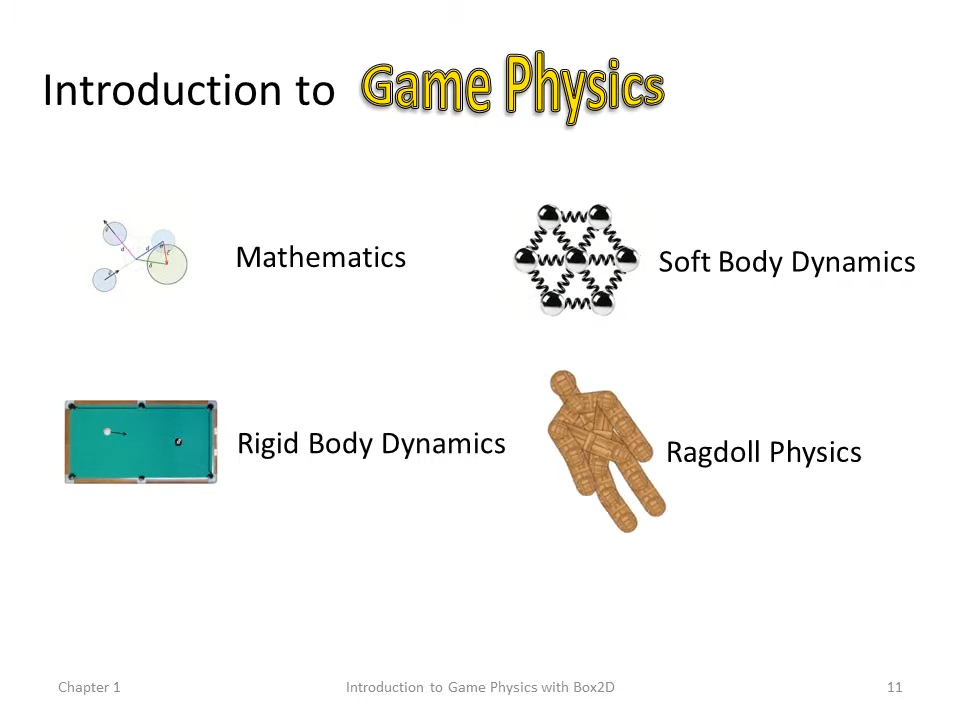 Introduction to Game Physics
Mathematics
Soft Body Dynamics
Rigid Body Dynamics
Ragdoll Physics
Chapter 1
Introduction to Game Physics with Box2D
11